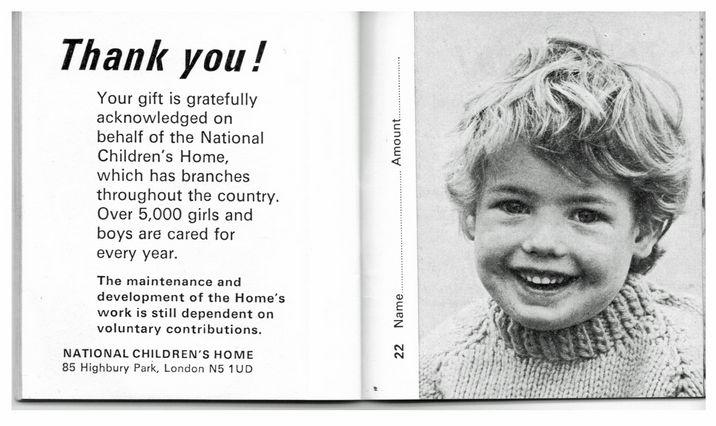 Thank you!
Your gift is gratefully
acknowledged on
behalf of the National
Children's Home,
which has branches
throughout the country.
Over 5,000 girls and
boys are cared for
every year.
The maintenance and
development of the Home's
work is still dependent on
voluntary contributions.
NATIONAL CHILDREN'S HOME
85 Highbury Park, London N5 1UD
22 Name.................................... Amount....................